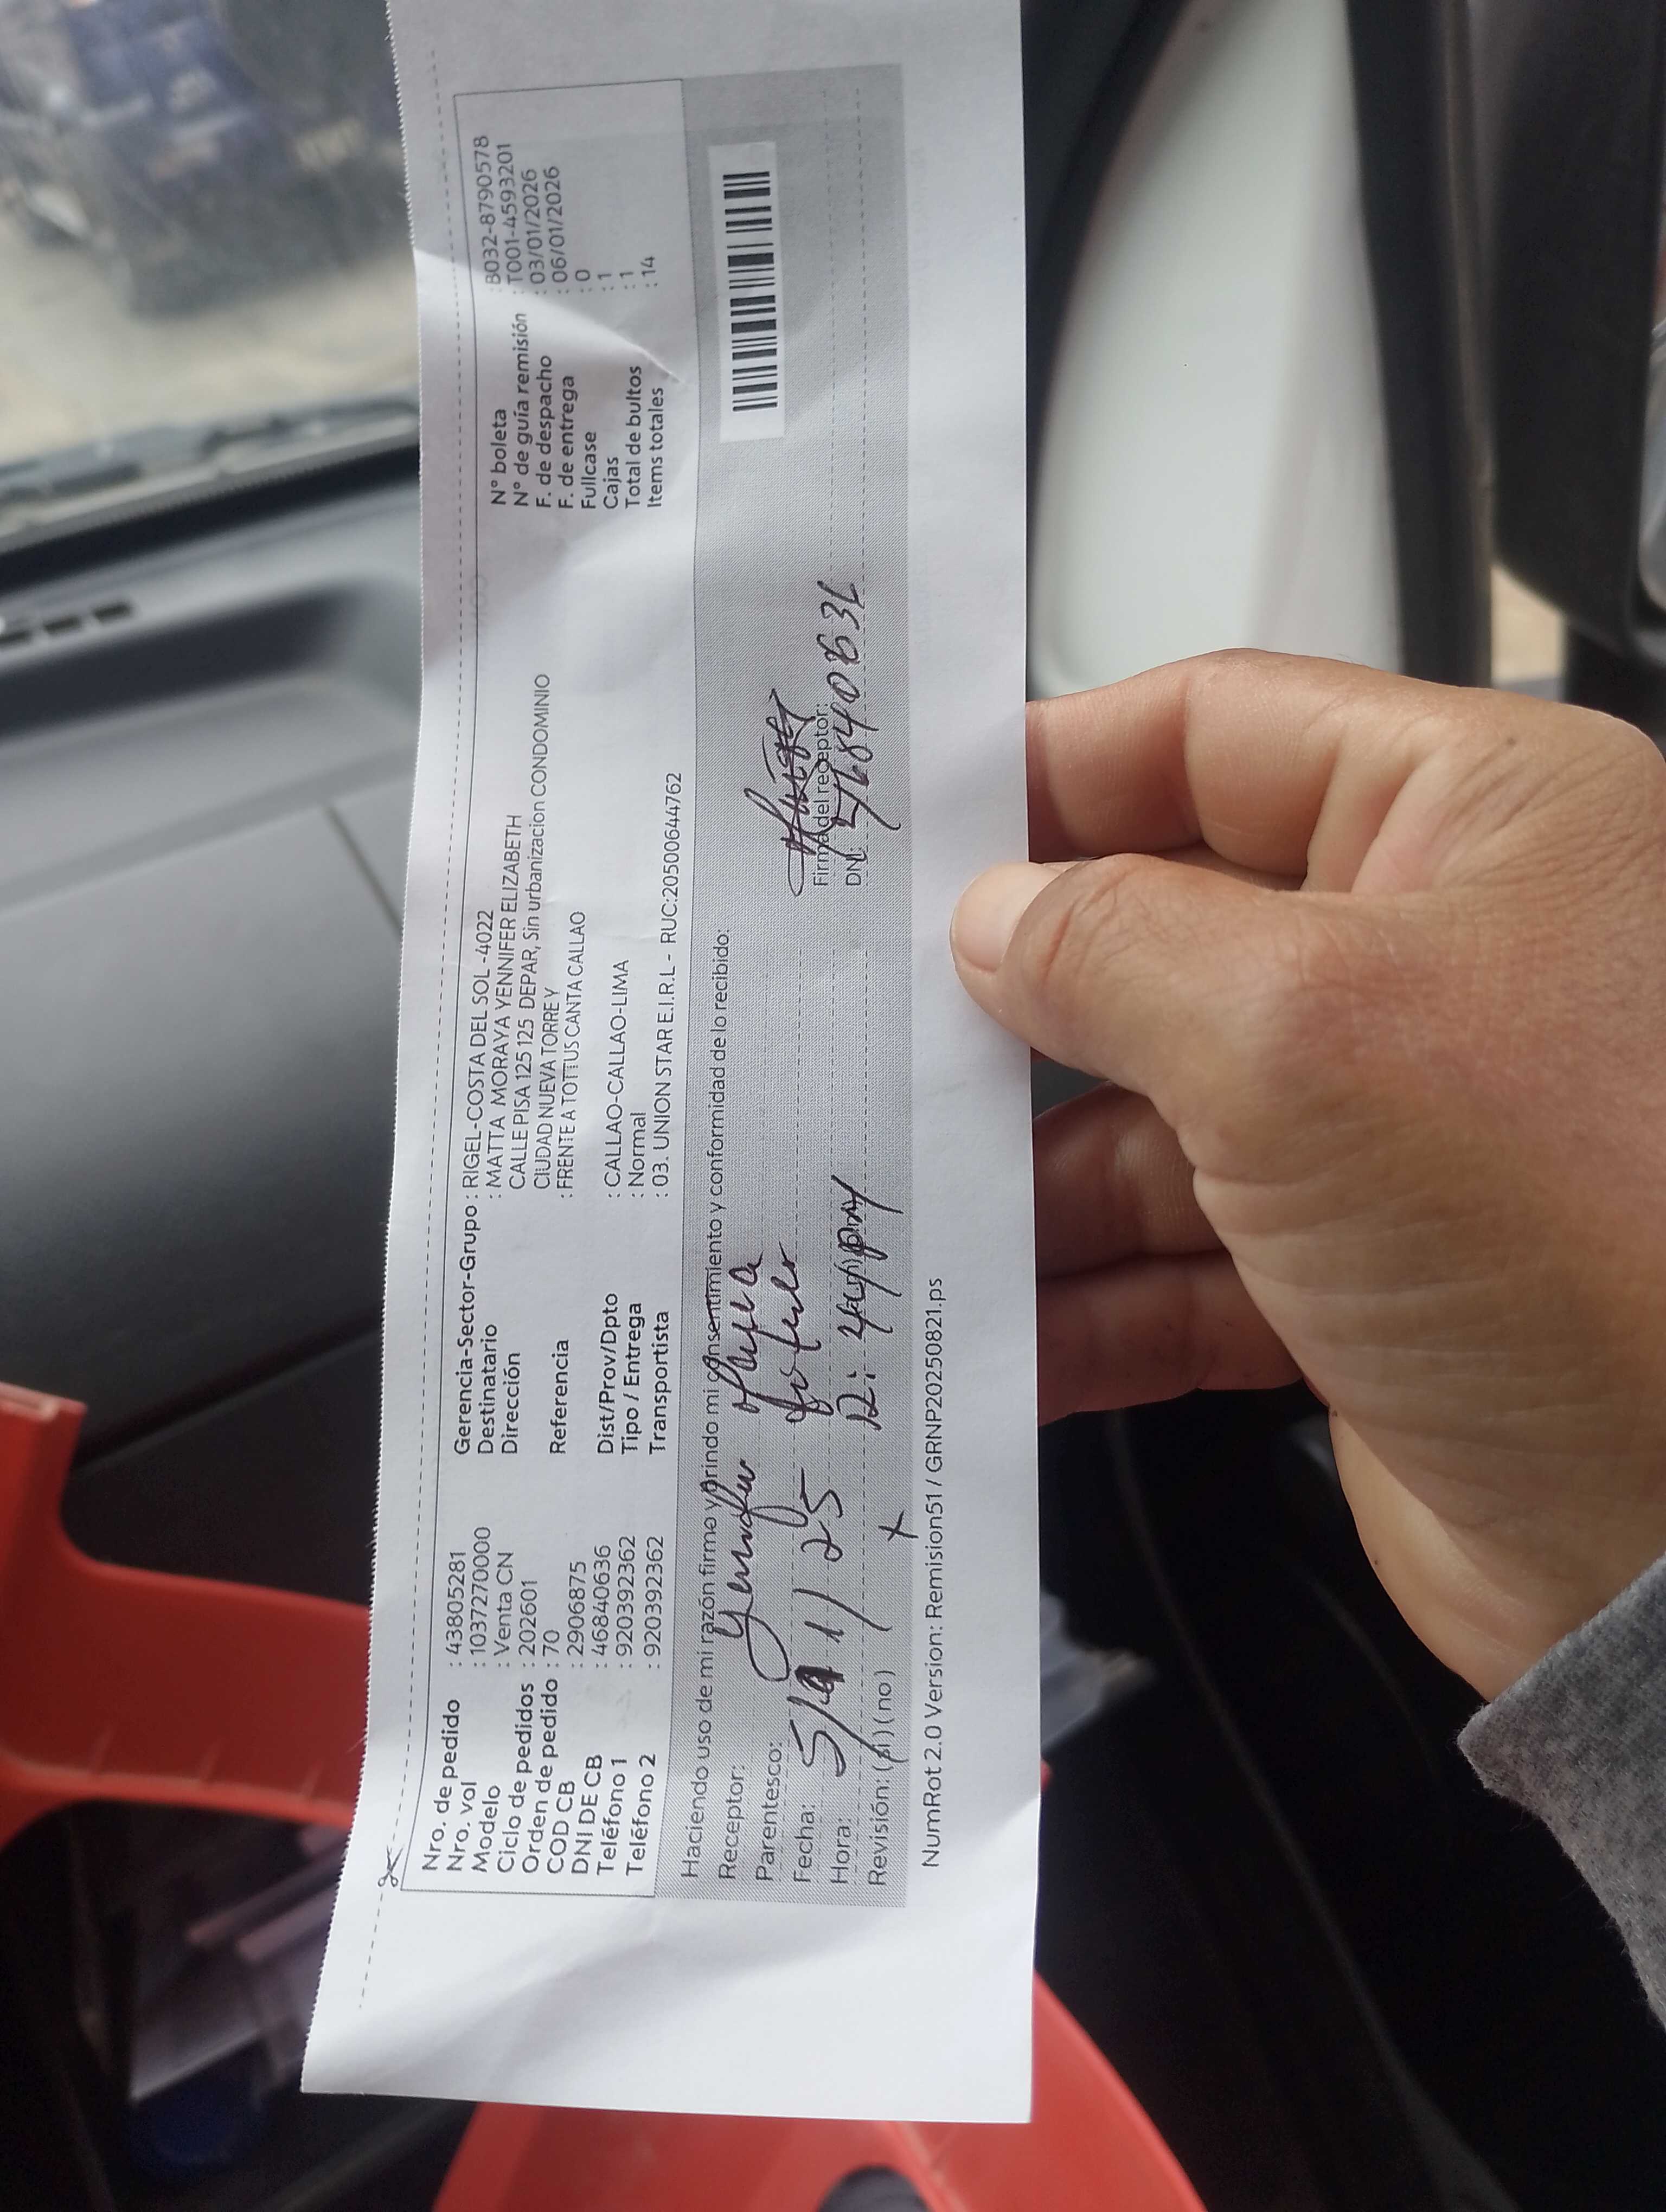 Nro. de pedido : 43805281
Nro. vol : 1037270000
Modelo : Venta CN
Ciclo de pedidos : 202601
Orden de pedido : 70
COD CB : 2906875
DNI DE CB : 46840636
Teléfono 1 : 920392362
Teléfono 2 : 920392362
Gerencia-Sector-Grupo : RIGEL-COSTA DEL SOL -4022
Destinatario : MATTA MORAYA YENNIFER ELIZABETH
Dirección CALLE PISA 125 125 DEPAR, Sin urbanizacion CONDOMINIO
CIUDAD NUEVA TORRE Y
Referencia : FRENTE A TOTTUS CANTA CALLAO
Dist/Prov/Dpto : CALLAO-CALLAO-LIMA
Tipo / Entrega : Normal
Transportista : 03. UNION STAR E.I.R.L - RUC:20500644762
N° boleta : B032-8790578
N° de guía remisión : T001-4593201
F. de despacho : 03/01/2026
F. de entrega : 06/01/2026
Fullcase : 0
Cajas : 1
Total de bultos : 1
Items totales : 14
Haciendo uso de mi razón firmo y brindo mi consentimiento y conformidad de lo recibido:
Receptor:
Parentesco:
Fecha: 25
Hora: 12:
Revisión: (si) (no) x
Firma del receptor:
DNI:
NumRot 2.0 Version: Remision51 / GRNP20250821.ps